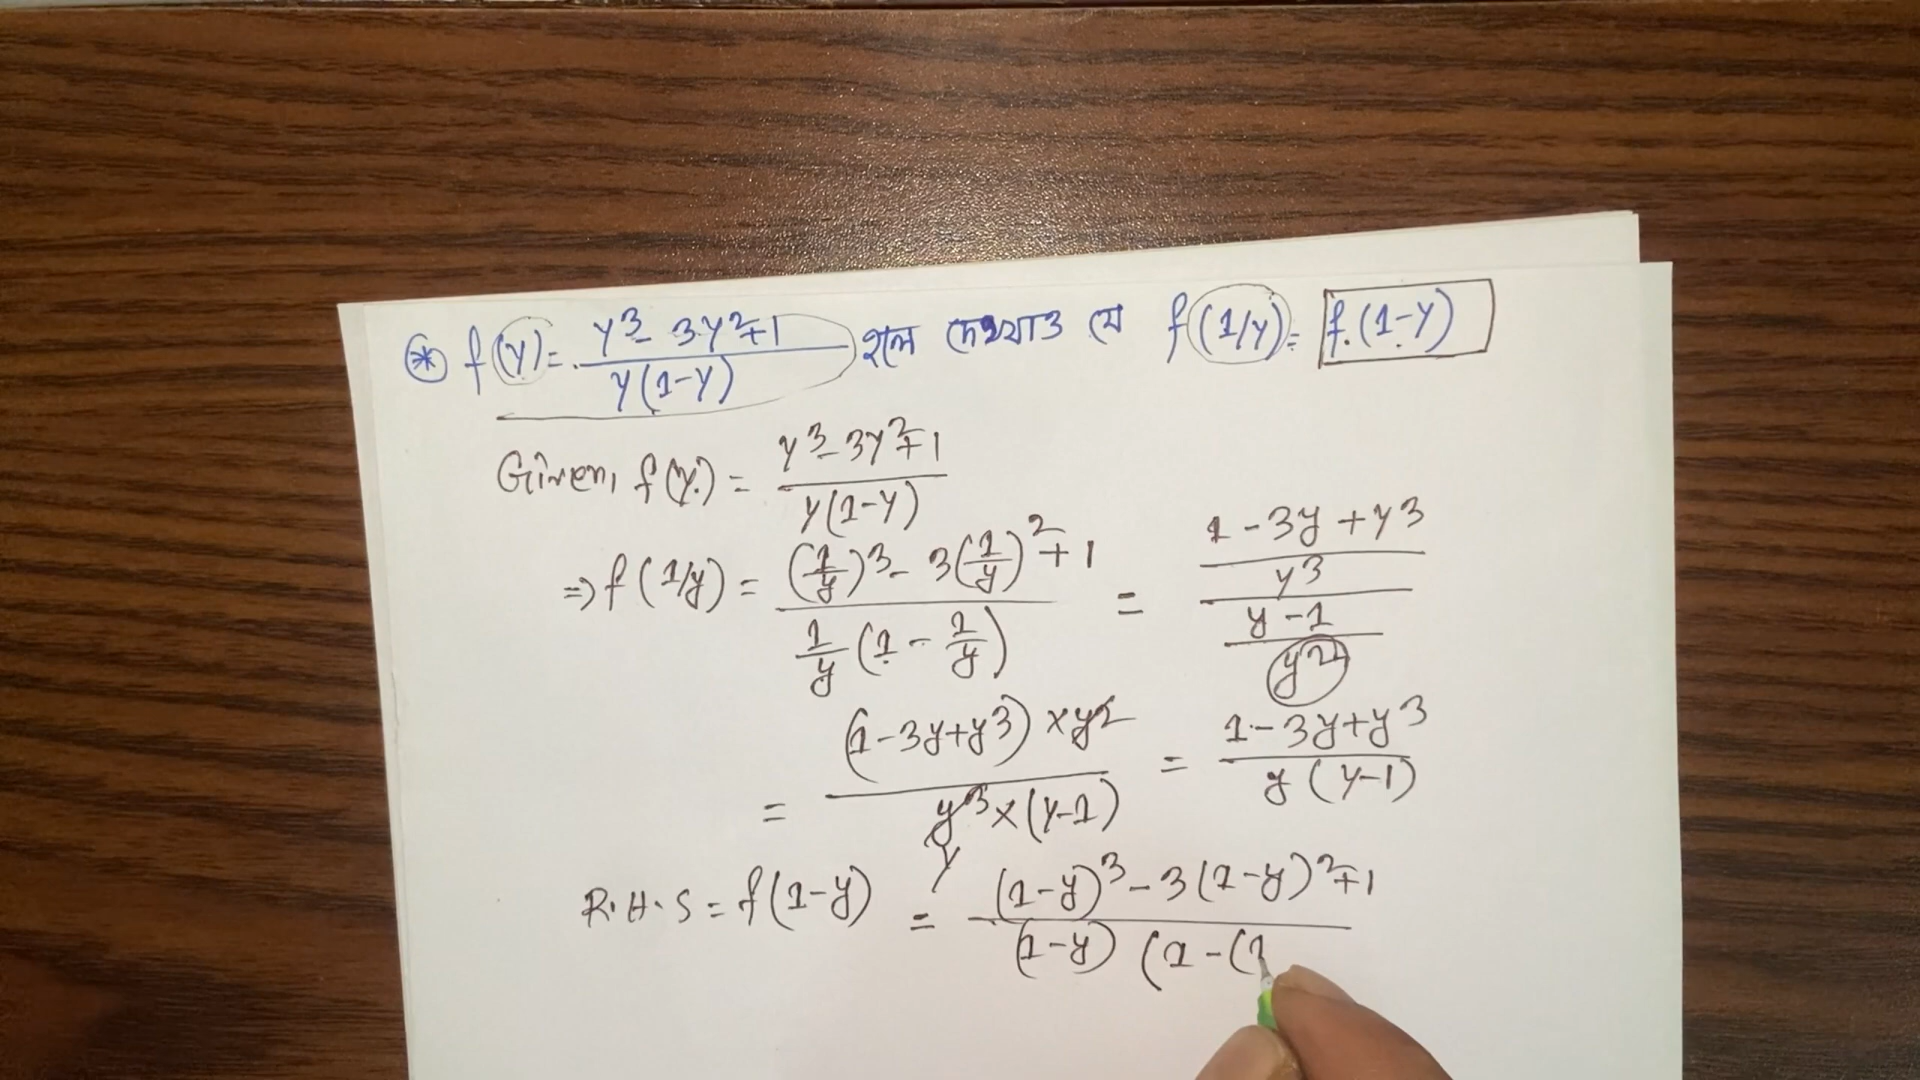 ⊛ f(y) = (y³ - 3y² + 1) / (y(1-y)) হলে দেখাও যে f(1/y) = f.(1-y)
Given, f(y) = (y³ - 3y² + 1) / (y(1-y))
⇒ f(1/y) = ((1/y)³ - 3(1/y)² + 1) / (1/y (1 - 1/y)) = ((1 - 3y + y³) / y³) / ((y-1) / y²)
= ((1-3y+y³) × y²) / (y³ × (y-1)) = (1-3y+y³) / (y(y-1))
y
R.H.S = f(1-y) = ((1-y)³ - 3(1-y)² + 1) / ((1-y) (1-(1